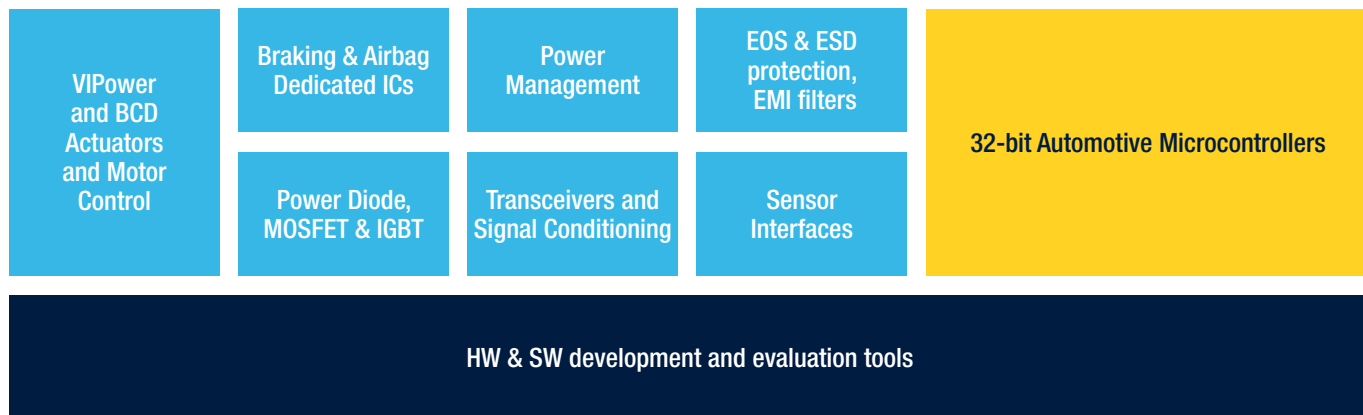 VIPower
and BCD
Actuators
and Motor
Control
Braking & Airbag
Dedicated ICs
Power
Management
EOS & ESD
protection,
EMI filters
32-bit Automotive Microcontrollers
Power Diode,
MOSFET & IGBT
Transceivers and
Signal Conditioning
Sensor
Interfaces
HW & SW development and evaluation tools